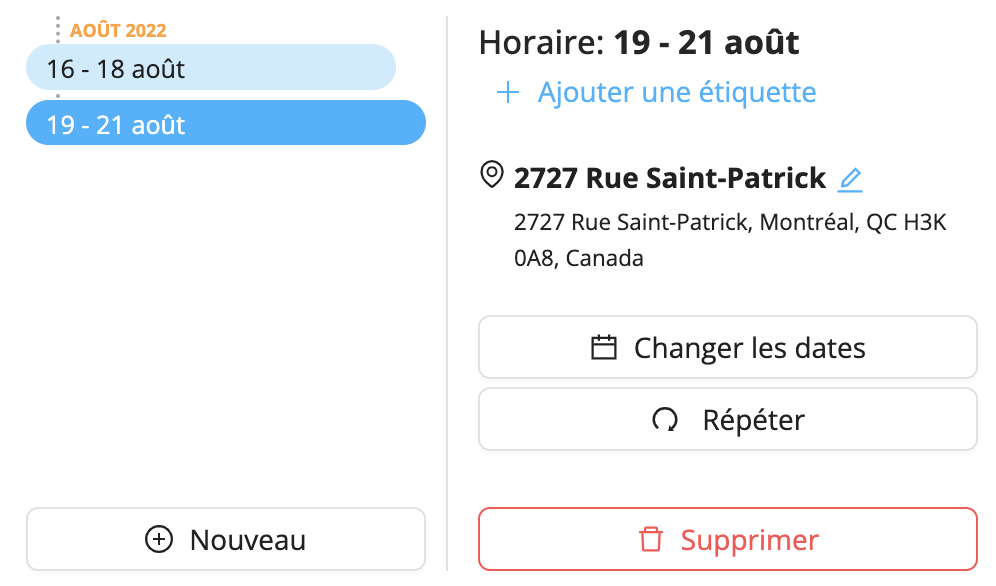 AOÛT 2022
16 - 18 août
19 - 21 août
Nouveau
Horaire: 19 - 21 août
Ajouter une étiquette
2727 Rue Saint-Patrick
2727 Rue Saint-Patrick, Montréal, QC H3K
0A8, Canada
Changer les dates
Répéter
Supprimer